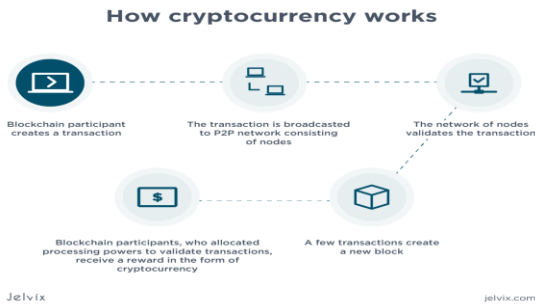 How cryptocurrency works
Blockchain participant
creates a transaction
The transaction is broadcasted
to P2P network consisting
of nodes
The network of nodes
validates the transaction
$
Blockchain participants, who allocated
processing powers to validate transactions,
receive a reward in the form of
cryptocurrency
A few transactions create
a new block
Jelvix
jelvix.com